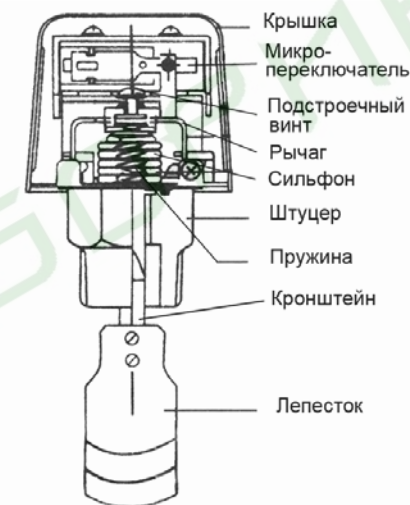 Крышка
Микро-
переключатель
Подстроечный
винт
Рычаг
Сильфон
Штуцер
Пружина
Кронштейн
Лепесток